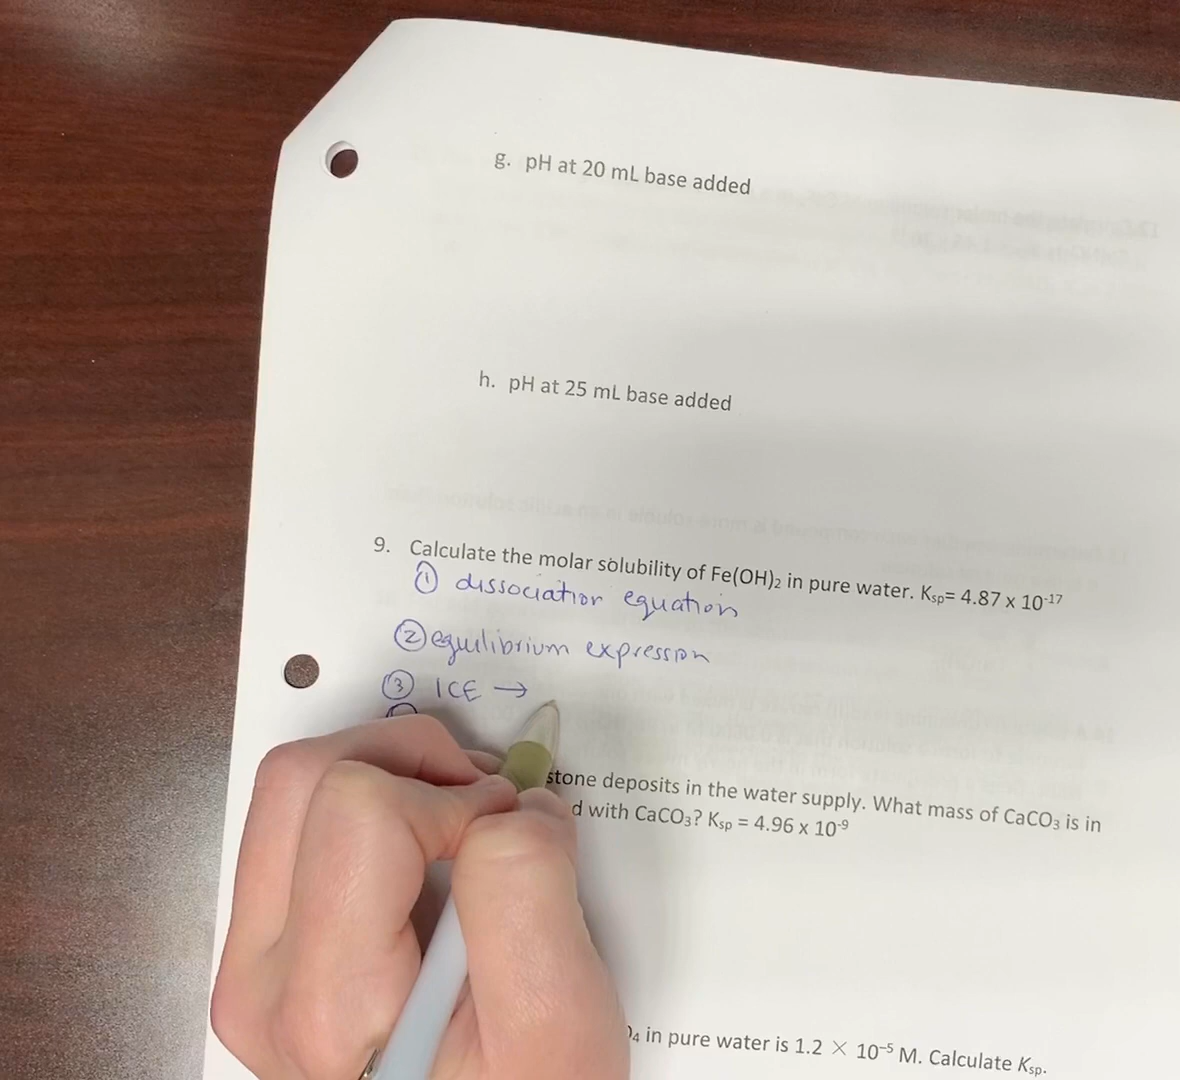 g. pH at 20 mL base added
h. pH at 25 mL base added
9. Calculate the molar solubility of Fe(OH)₂ in pure water. Ksp= 4.87 x 10⁻¹⁷
① dissociation equation
② equilibrium expression
③ ICE →
stone deposits in the water supply. What mass of CaCO₃ is in
d with CaCO₃? Ksp = 4.96 x 10⁻⁹
₄ in pure water is 1.2 × 10⁻⁵ M. Calculate Ksp.